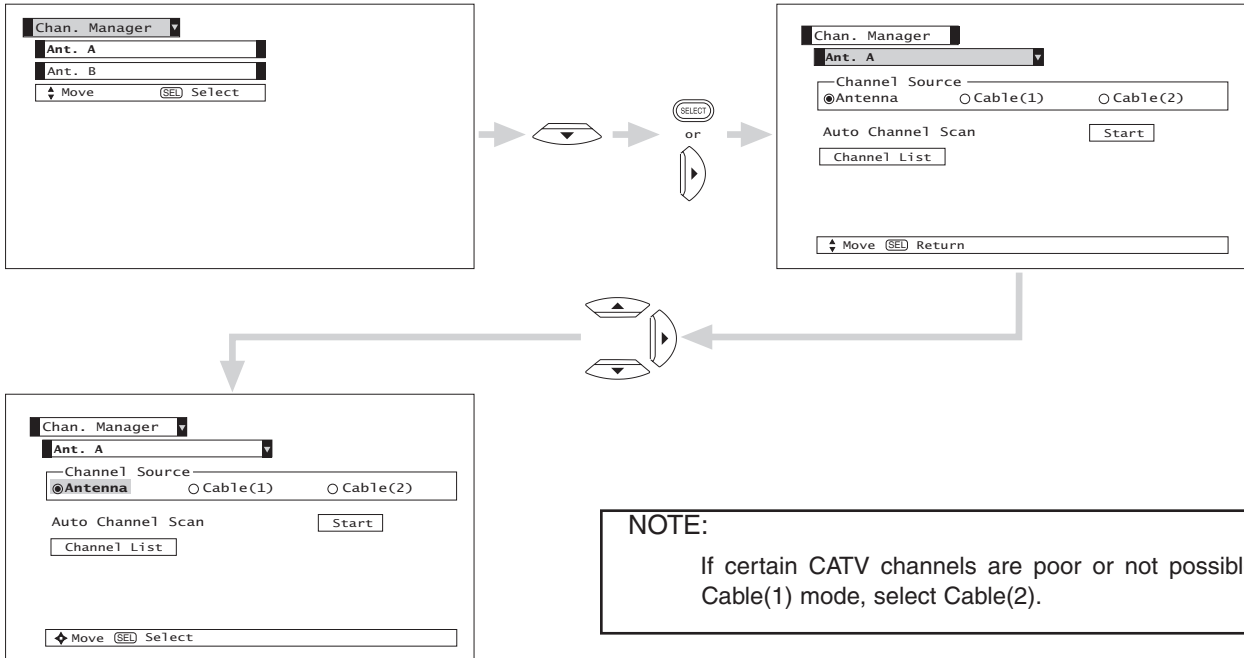 Chan. Manager
Ant. A
Ant. B
Move SEL Select
SELECT
or
Chan. Manager
Ant. A
Channel Source
Antenna Cable(1) Cable(2)
Auto Channel Scan Start
Channel List
Move SEL Return
Chan. Manager
Ant. A
Channel Source
Antenna Cable(1) Cable(2)
Auto Channel Scan Start
Channel List
Move SEL Select
NOTE:
If certain CATV channels are poor or not possibl
Cable(1) mode, select Cable(2).